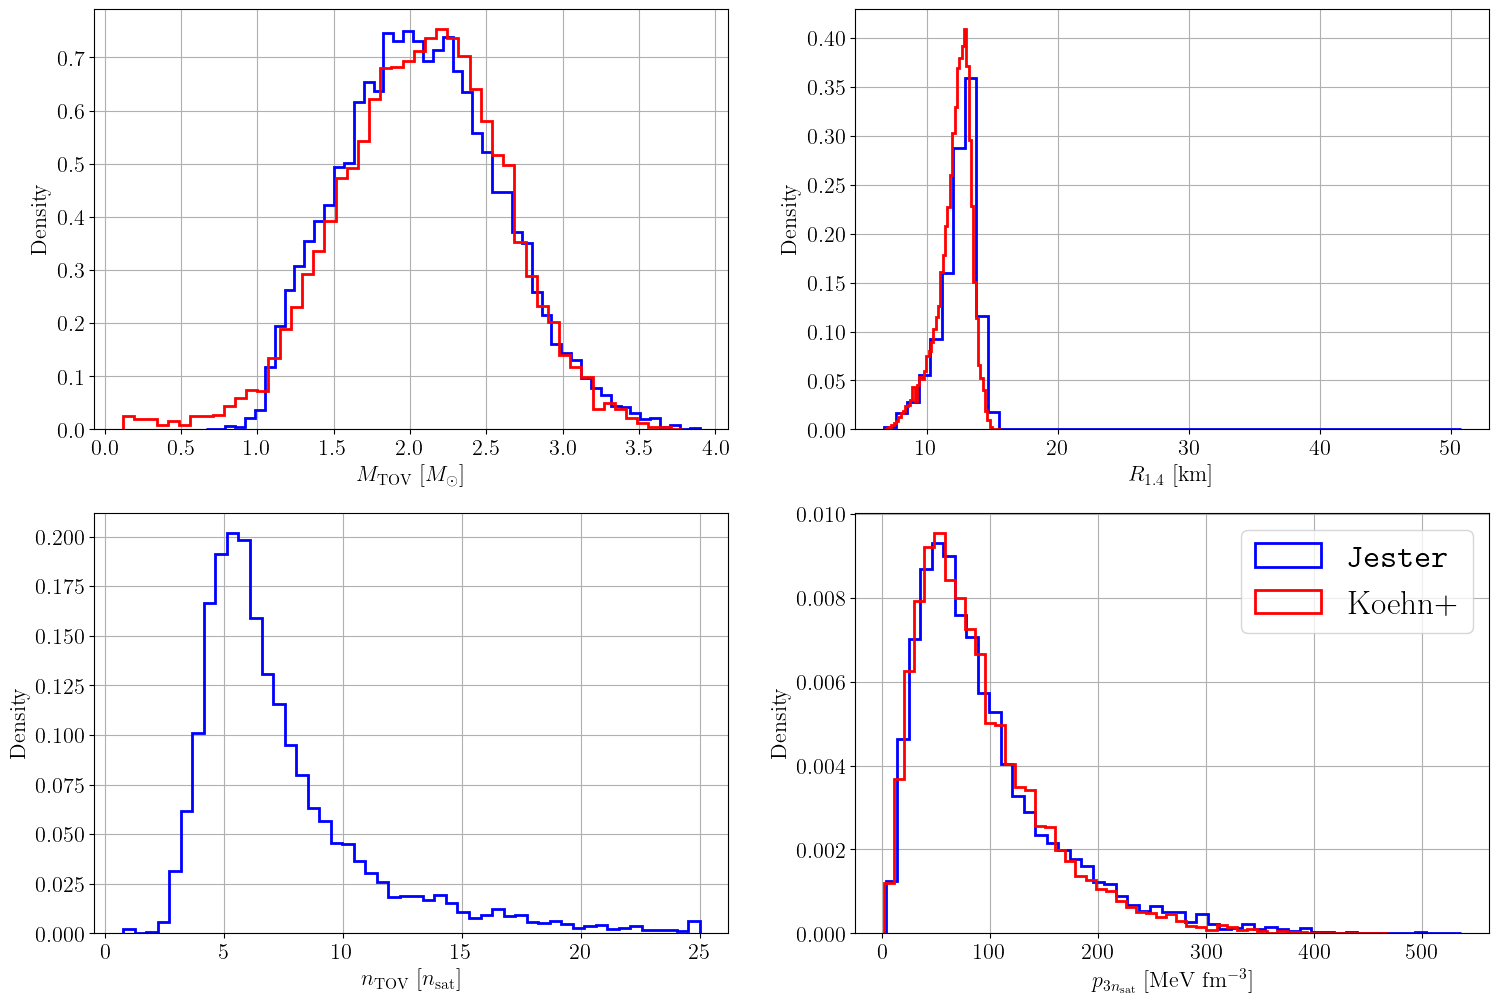 Density
0.0 0.1 0.2 0.3 0.4 0.5 0.6 0.7
0.0 0.5 1.0 1.5 2.0 2.5 3.0 3.5 4.0
M_TOV [M_⊙]
Density
0.00 0.05 0.10 0.15 0.20 0.25 0.30 0.35 0.40
10 20 30 40 50
R_1.4 [km]
Density
0.000 0.025 0.050 0.075 0.100 0.125 0.150 0.175 0.200
0 5 10 15 20 25
n_TOV [n_sat]
Density
0.000 0.002 0.004 0.006 0.008 0.010
0 100 200 300 400 500
p_3n_sat [MeV fm⁻³]
Jester
Koehn+